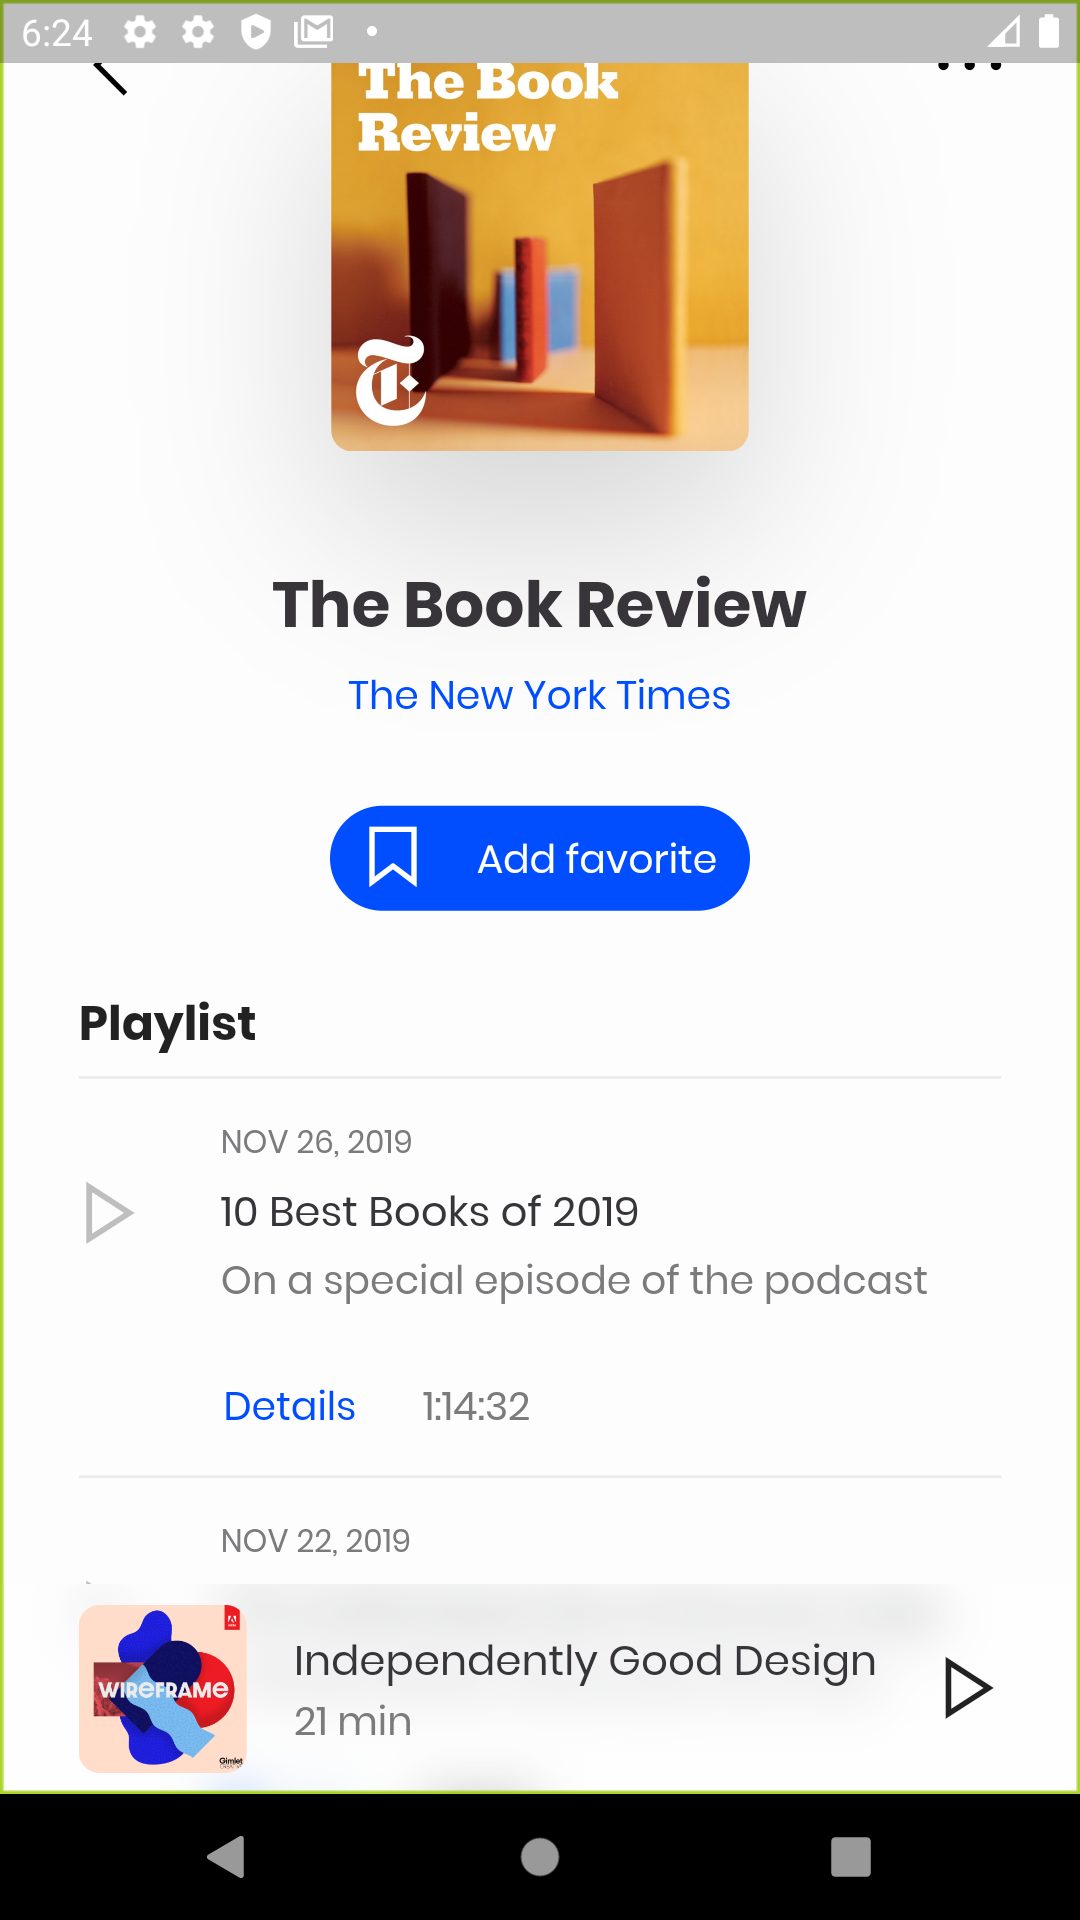 6:24
The Book
Review
The Book Review
The New York Times
Add favorite
Playlist
NOV 26, 2019
10 Best Books of 2019
On a special episode of the podcast
Details 1:14:32
NOV 22, 2019
WIREFRAME
Gimlet
Independently Good Design
21 min